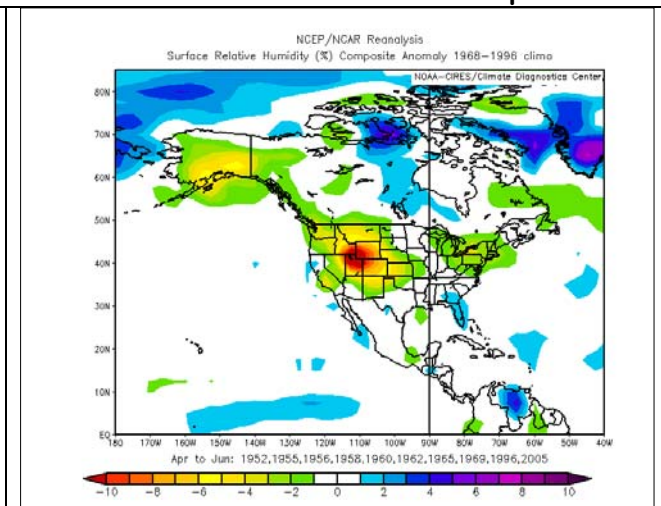 NCEP/NCAR Reanalysis
Surface Relative Humidity (%) Composite Anomaly 1968-1996 climo
NOAA-CIRES/Climate Diagnostics Center
80N
70N
60N
50N
40N
30N
20N
10N
EQ
180 170W 160W 150W 140W 130W 120W 110W 100W 90W 80W 70W 60W 50W 40W
Apr to Jun: 1952,1955,1956,1958,1960,1962,1965,1969,1996,2005
-10 -8 -6 -4 -2 0 2 4 6 8 10